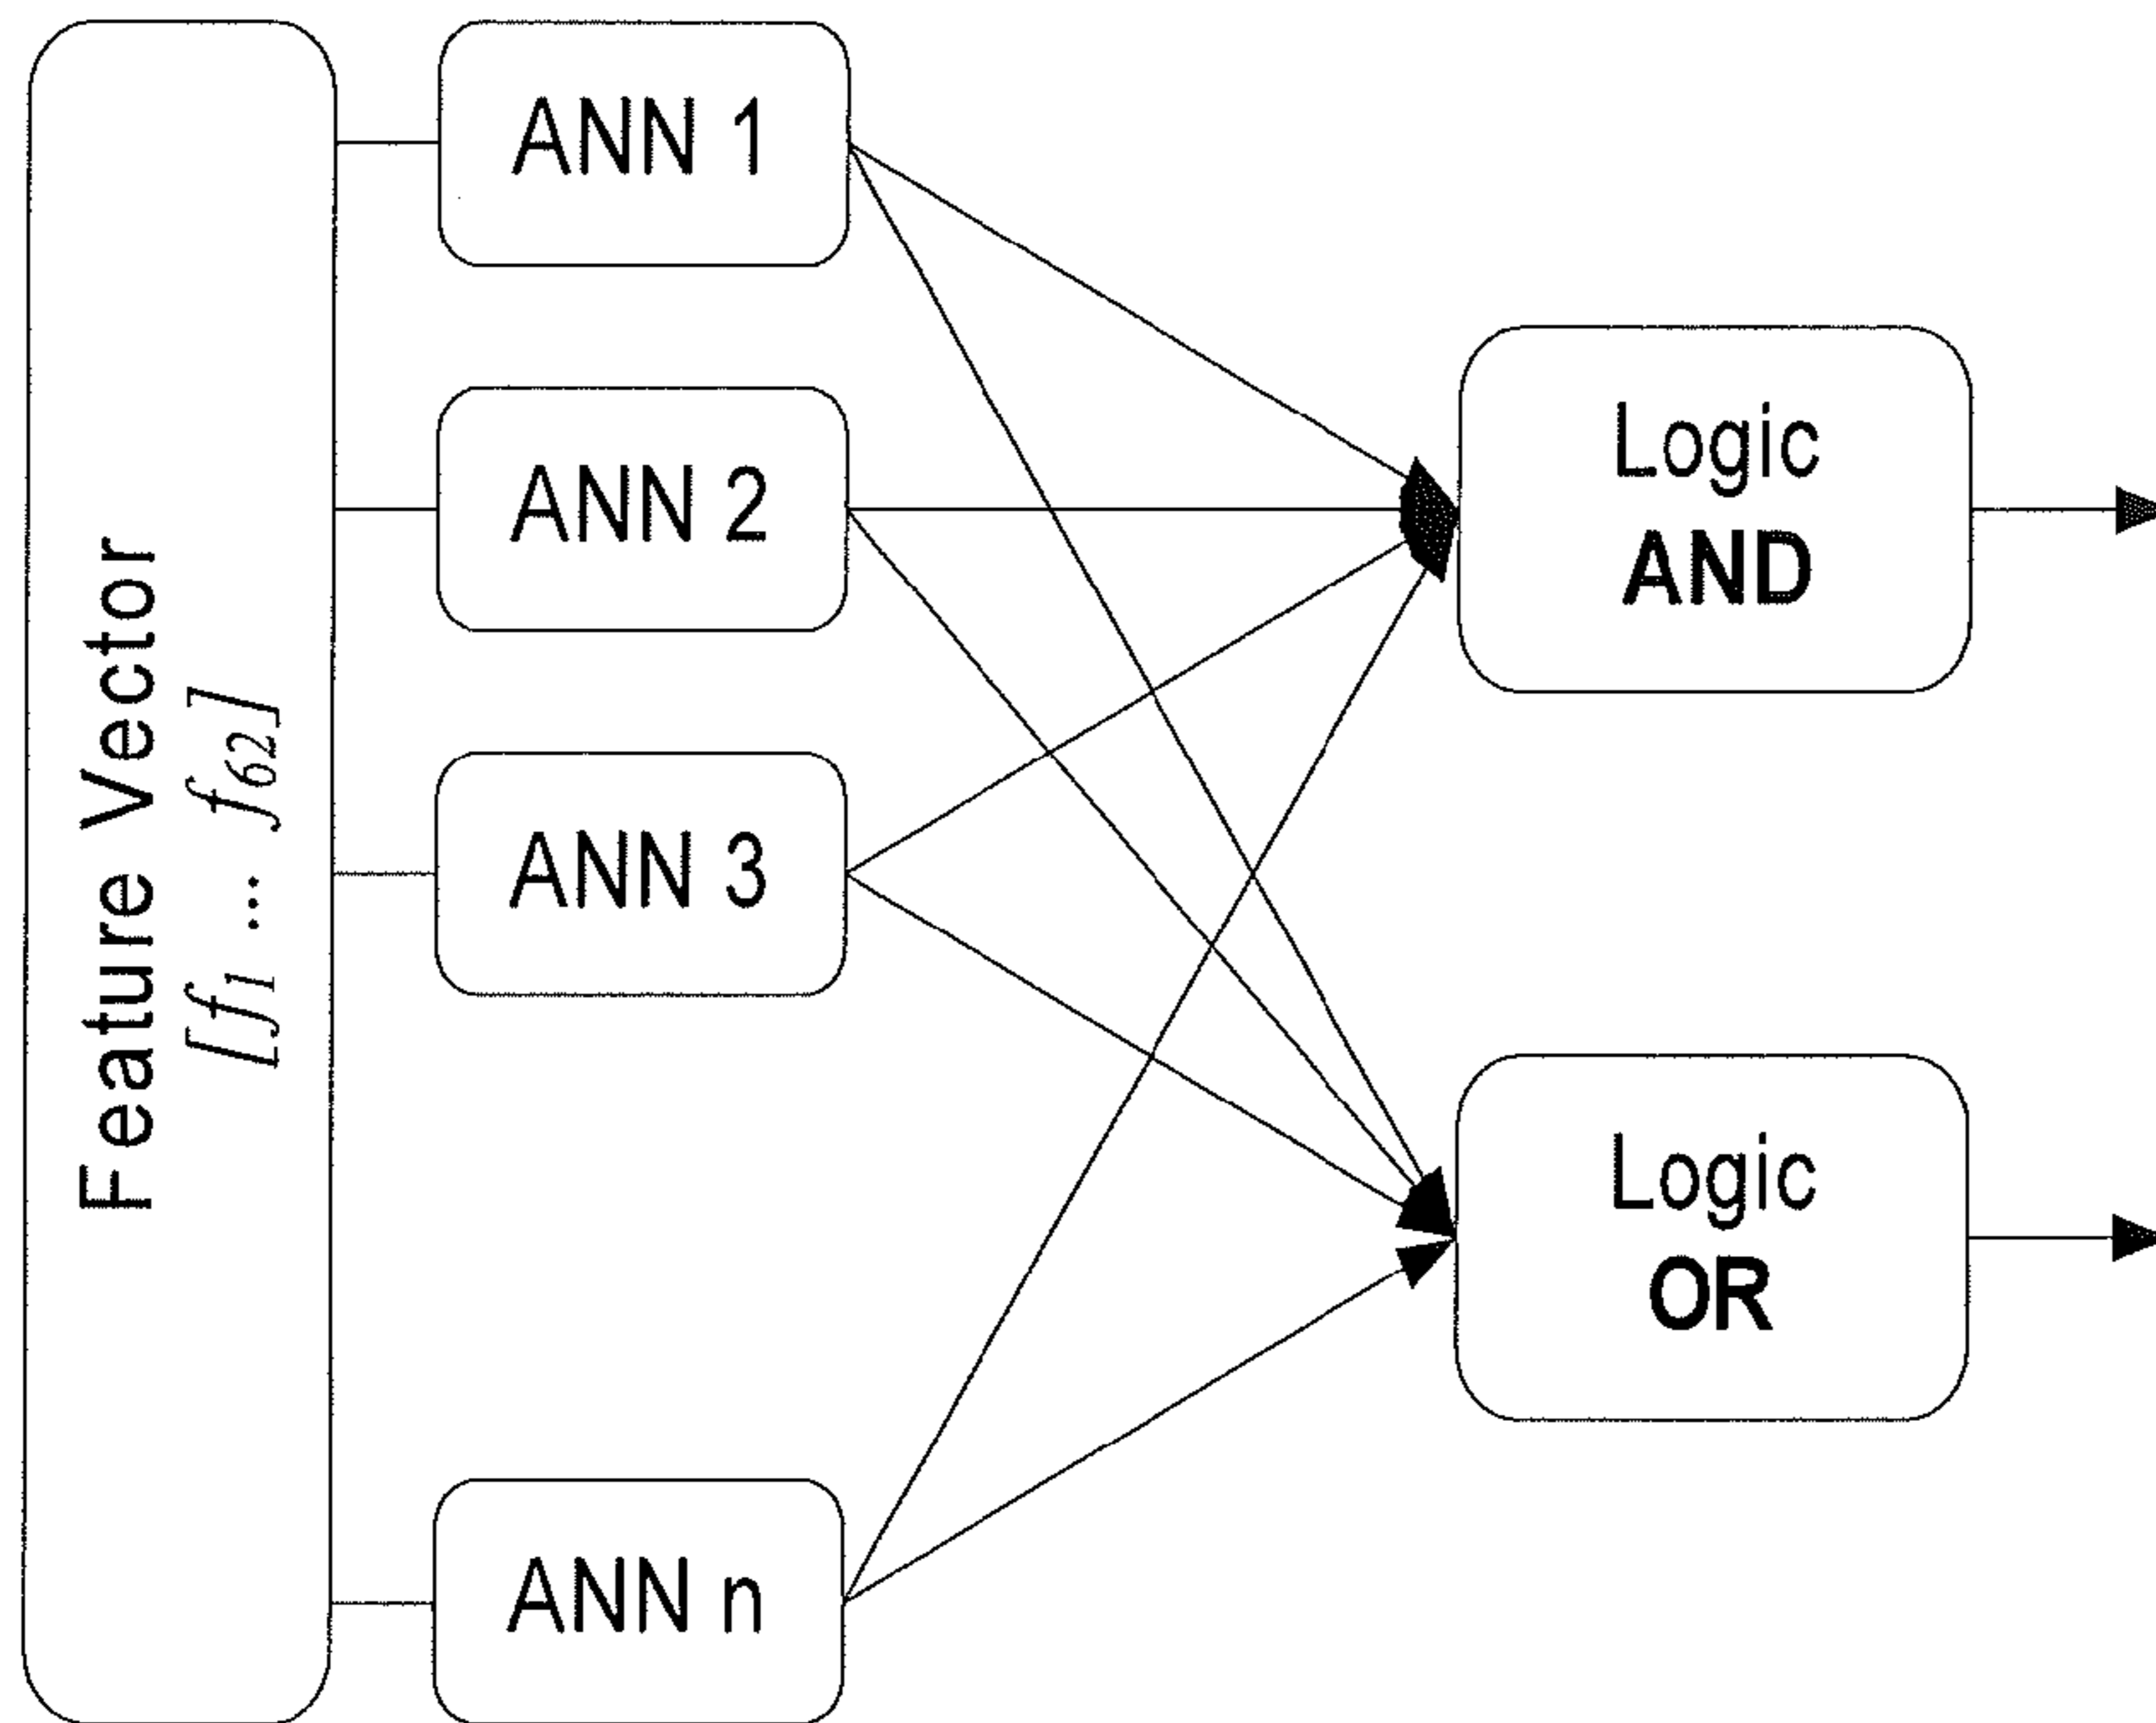 Feature Vector
[f1 ... f62]
ANN 1
ANN 2
ANN 3
ANN n
Logic
AND
Logic
OR